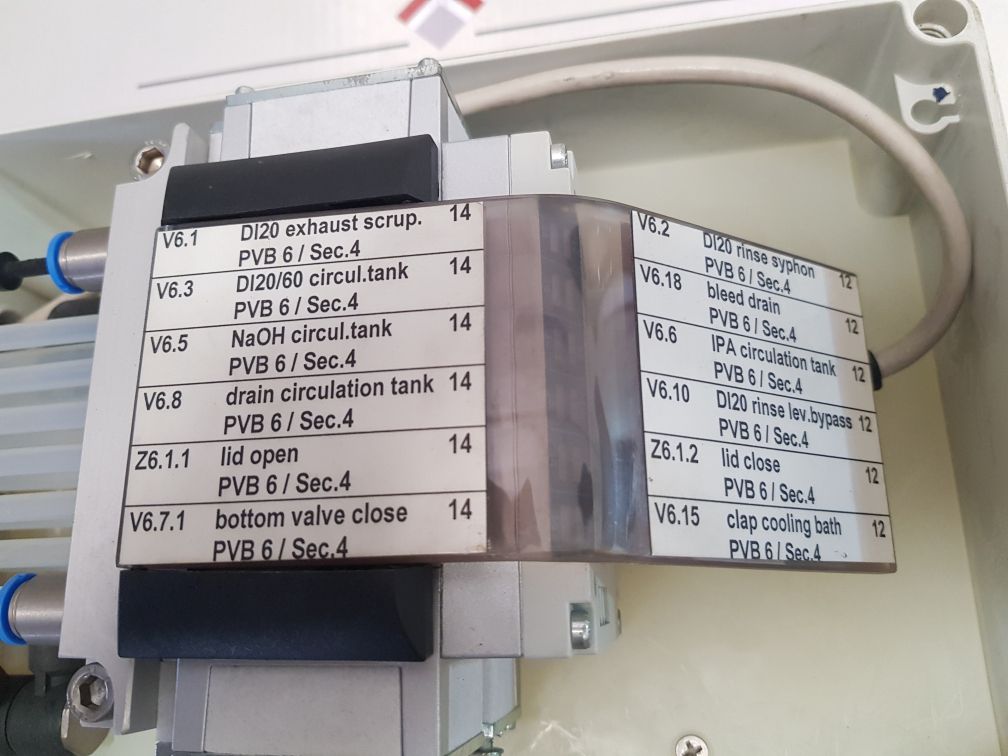 V6.1 DI20 exhaust scrup. 14
PVB 6 / Sec.4
V6.3 DI20/60 circul.tank 14
PVB 6 / Sec.4
V6.5 NaOH circul.tank 14
PVB 6 / Sec.4
V6.8 drain circulation tank 14
PVB 6 / Sec.4
Z6.1.1 lid open 14
PVB 6 / Sec.4
V6.7.1 bottom valve close 14
PVB 6 / Sec.4
V6.2 DI20 rinse syphon 12
PVB 6 / Sec.4
V6.18 bleed drain 12
PVB 6 / Sec.4
V6.6 IPA circulation tank 12
PVB 6 / Sec.4
V6.10 DI20 rinse lev.bypass 12
PVB 6 / Sec.4
Z6.1.2 lid close 12
PVB 6 / Sec.4
V6.15 clap cooling bath 12
PVB 6 / Sec.4